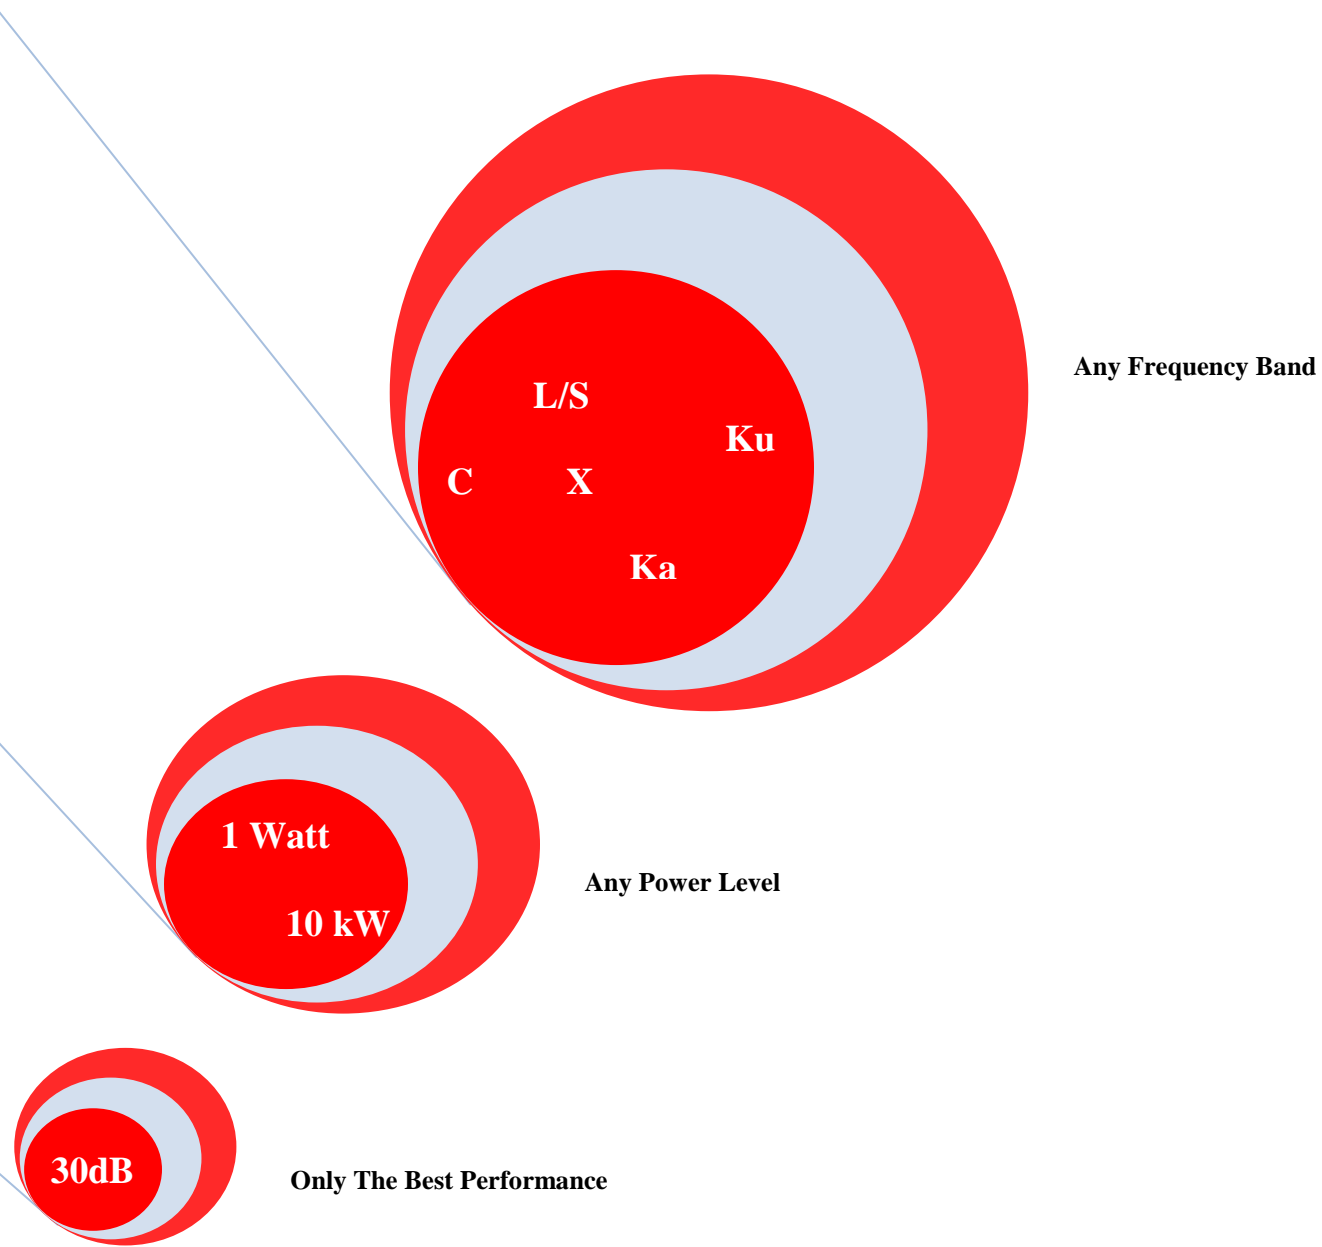 L/S
Any Frequency Band
Ku
C X
Ka
1 Watt
Any Power Level
10 kW
30dB
Only The Best Performance